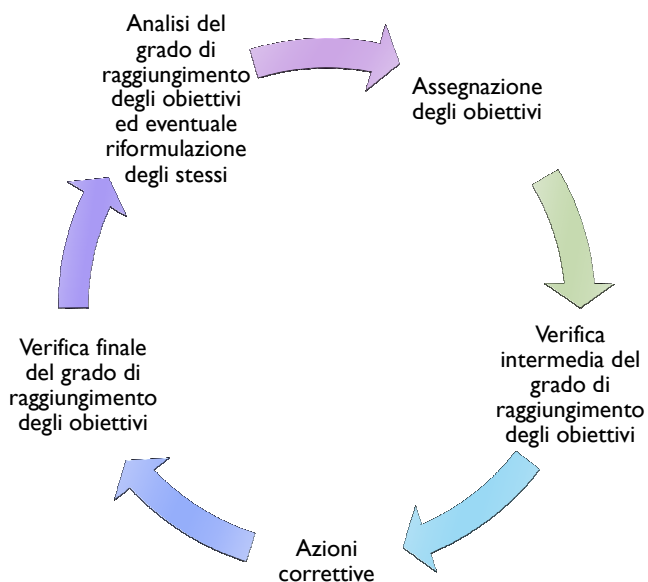 Analisi del
grado di
raggiungimento
degli obiettivi
ed eventuale
riformulazione
degli stessi
Assegnazione
degli obiettivi
Verifica
intermedia del
grado di
raggiungimento
degli obiettivi
Azioni
correttive
Verifica finale
del grado di
raggiungimento
degli obiettivi